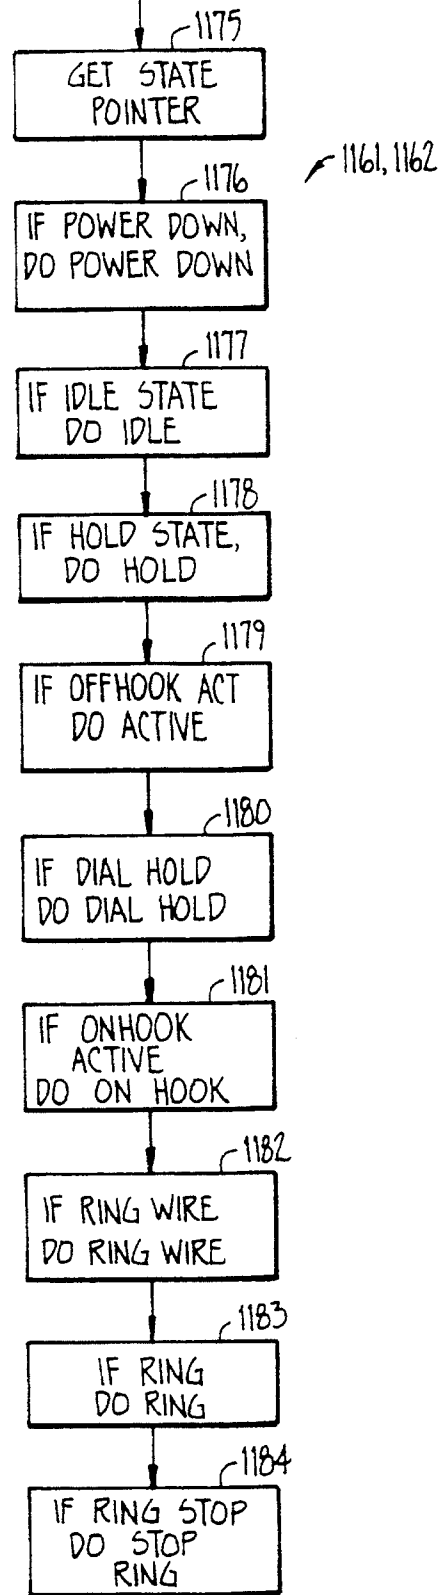 1175
GET STATE
POINTER
1161, 1162
1176
IF POWER DOWN,
DO POWER DOWN
1177
IF IDLE STATE
DO IDLE
1178
IF HOLD STATE,
DO HOLD
1179
IF OFFHOOK ACT
DO ACTIVE
1180
IF DIAL HOLD
DO DIAL HOLD
1181
IF ONHOOK
ACTIVE
DO ON HOOK
1182
IF RING WIRE
DO RING WIRE
1183
IF RING
DO RING
1184
IF RING STOP
DO STOP
RING